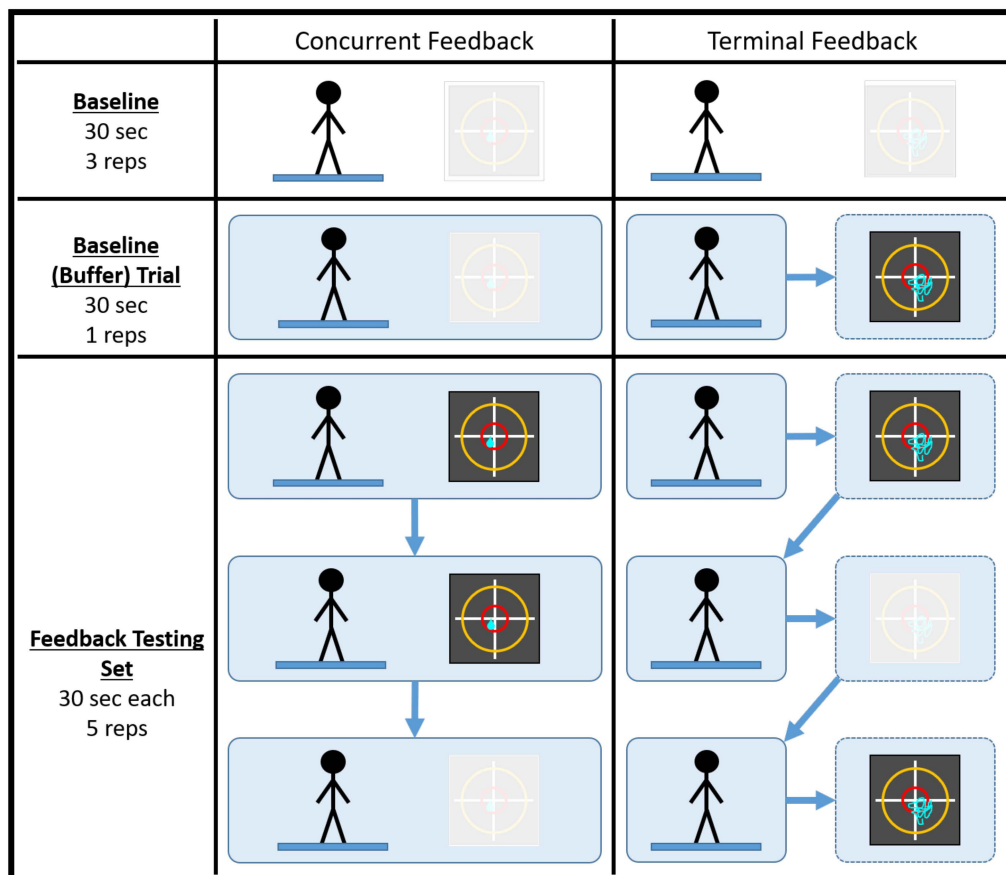 Concurrent Feedback
Terminal Feedback
Baseline
30 sec
3 reps
Baseline
(Buffer) Trial
30 sec
1 reps
Feedback Testing
Set
30 sec each
5 reps